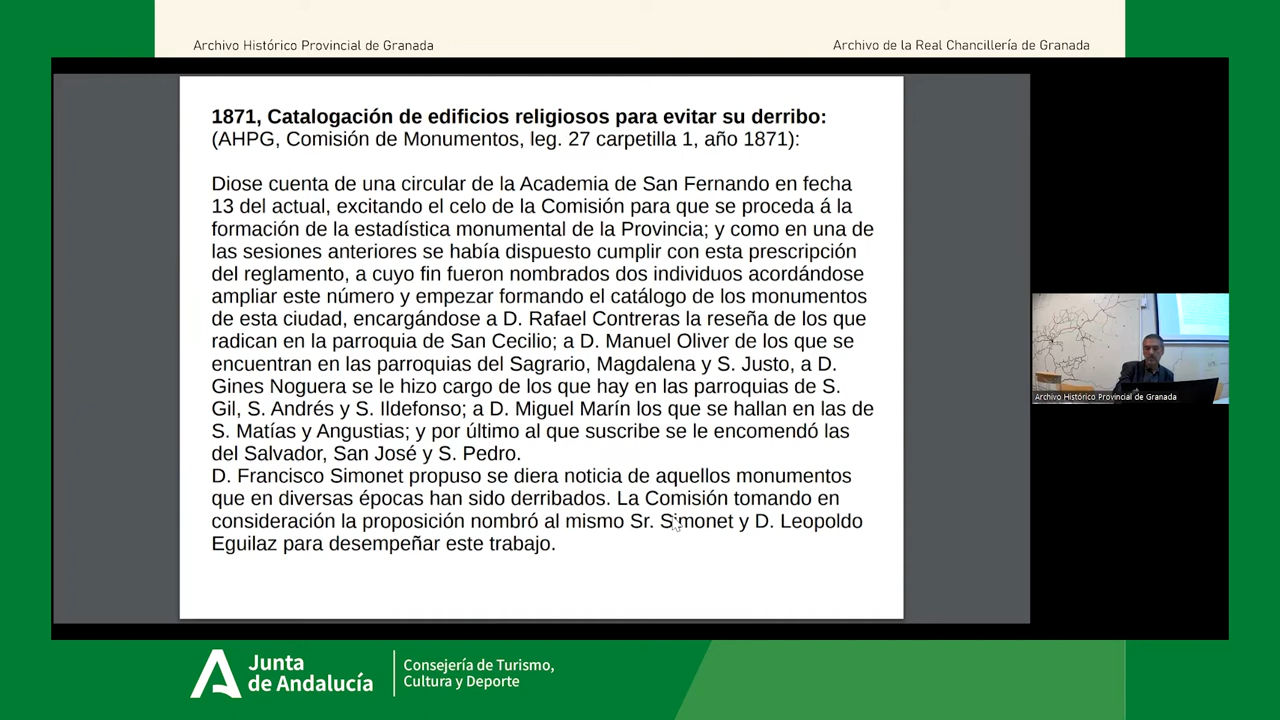 Archivo Histórico Provincial de Granada
Archivo de la Real Chancillería de Granada
1871, Catalogación de edificios religiosos para evitar su derribo:
(AHPG, Comisión de Monumentos, leg. 27 carpetilla 1, año 1871):
Diose cuenta de una circular de la Academia de San Fernando en fecha
13 del actual, excitando el celo de la Comisión para que se proceda á la
formación de la estadística monumental de la Provincia; y como en una de
las sesiones anteriores se había dispuesto cumplir con esta prescripción
del reglamento, a cuyo fin fueron nombrados dos individuos acordándose
ampliar este número y empezar formando el catálogo de los monumentos
de esta ciudad, encargándose a D. Rafael Contreras la reseña de los que
radican en la parroquia de San Cecilio; a D. Manuel Oliver de los que se
encuentran en las parroquias del Sagrario, Magdalena y S. Justo, a D.
Gines Noguera se le hizo cargo de los que hay en las parroquias de S.
Gil, S. Andrés y S. Ildefonso; a D. Miguel Marín los que se hallan en las de
S. Matías y Angustias; y por último al que suscribe se le encomendó las
del Salvador, San José y S. Pedro.
D. Francisco Simonet propuso se diera noticia de aquellos monumentos
que en diversas épocas han sido derribados. La Comisión tomando en
consideración la proposición nombró al mismo Sr. Simonet y D. Leopoldo
Eguilaz para desempeñar este trabajo.
Archivo Histórico Provincial de Granada
Junta
de Andalucía
Consejería de Turismo,
Cultura y Deporte